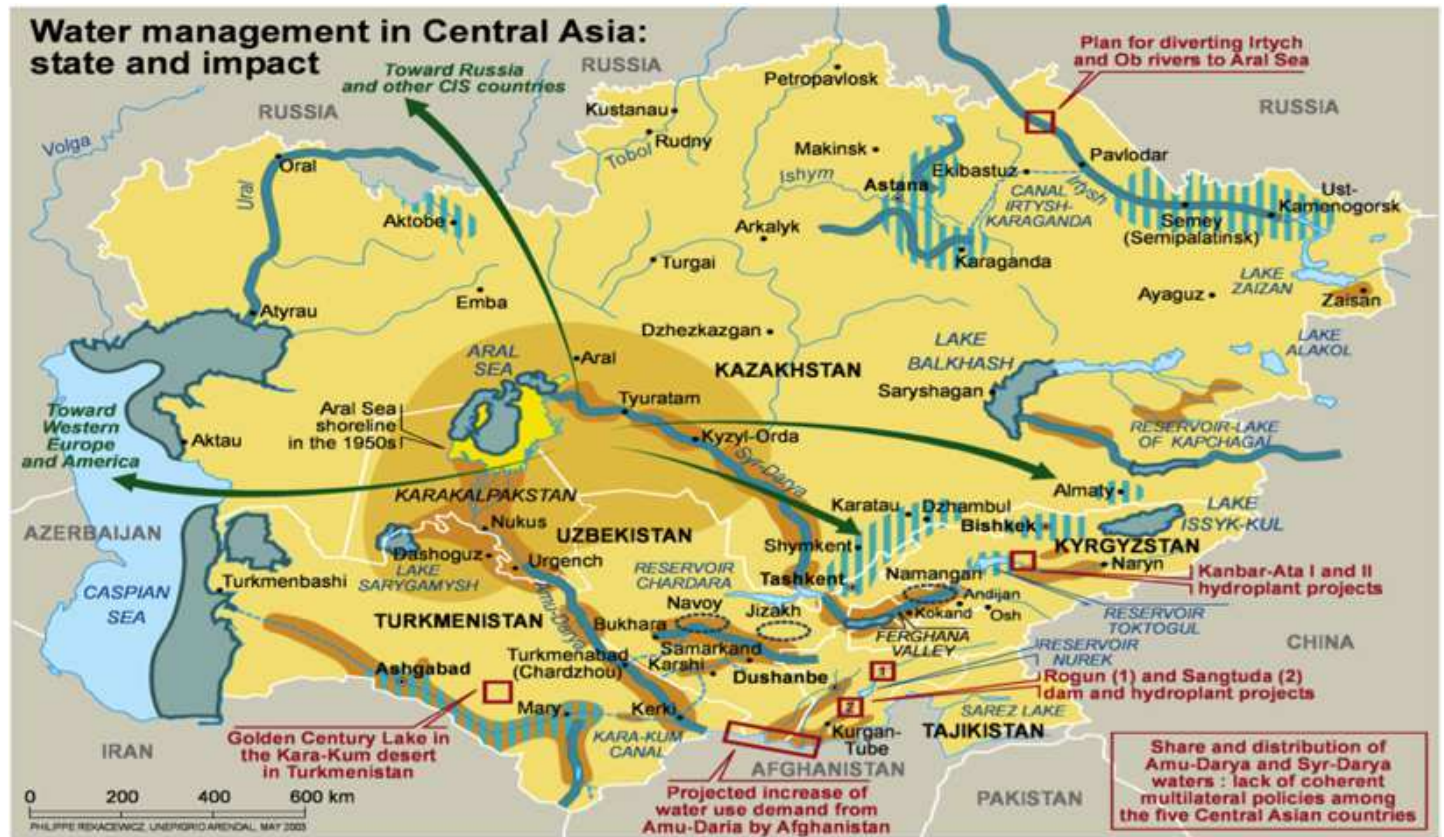 Water management in Central Asia:
state and impact
Toward Russia
and other CIS countries
RUSSIA
RUSSIA
RUSSIA
Plan for diverting Irtych
and Ob rivers to Aral Sea
Petropavlosk
Kustanau
Rudny
Tobol
Volga
Oral
Ural
Makinsk
Ishym
Astana
Ekibastuz
Pavlodar
CANAL
IRTYSH-
KARAGANDA
Irtysh
Ust-
Kamenogorsk
Semey
(Semipalatinsk)
Aktobe
Arkalyk
Karaganda
Turgai
LAKE
ZAIZAN
Zaisan
Emba
Ayaguz
Atyrau
Dzhezkazgan
LAKE
BALKHASH
LAKE
ALAKOL
ARAL
SEA
Aral
KAZAKHSTAN
Saryshagan
Toward
Western
Europe
and America
Aral Sea
shoreline
in the 1950s
Tyuratam
Aktau
Kyzyl-Orda
Syr-Darya
RESERVOIR-LAKE
OF KAPCHAGAI
KARAKALPAKSTAN
Karatau
Dzhambul
Almaty
Bishkek
LAKE
ISSYK-KUL
AZERBAIJAN
Nukus
UZBEKISTAN
Shymkent
KYRGYZSTAN
Dashoguz
Urgench
LAKE
SARYGAMYSH
RESERVOIR
CHARDARA
Tashkent
Namangan
Naryn
Kanbar-Ata I and II
hydroplant projects
CASPIAN
SEA
Turkmenbashi
Navoy
Jizakh
Andijan
Kokand
Osh
RESERVOIR
TOKTOGUL
TURKMENISTAN
Amu-Darya
Bukhara
FERGHANA
VALLEY
CHINA
Samarkand
Karshi
RESERVOIR
NUREK
Ashgabad
Turkmenabad
(Chardzhou)
Dushanbe
1
Rogun (1) and Sangtuda (2)
dam and hydroplant projects
2
SAREZ LAKE
Mary
Kerki
Kurgan-
Tube
TAJIKISTAN
Golden Century Lake in
the Kara-Kum desert
in Turkmenistan
KARA-KUM
CANAL
IRAN
AFGHANISTAN
Share and distribution of
Amu-Darya and Syr-Darya
waters : lack of coherent
multilateral policies among
the five Central Asian countries
Projected increase of
water use demand from
Amu-Daria by Afghanistan
PAKISTAN
0 200 400 600 km
PHILIPPE REKACEWICZ, UNEP/GRID ARENDAL, MAY 2003